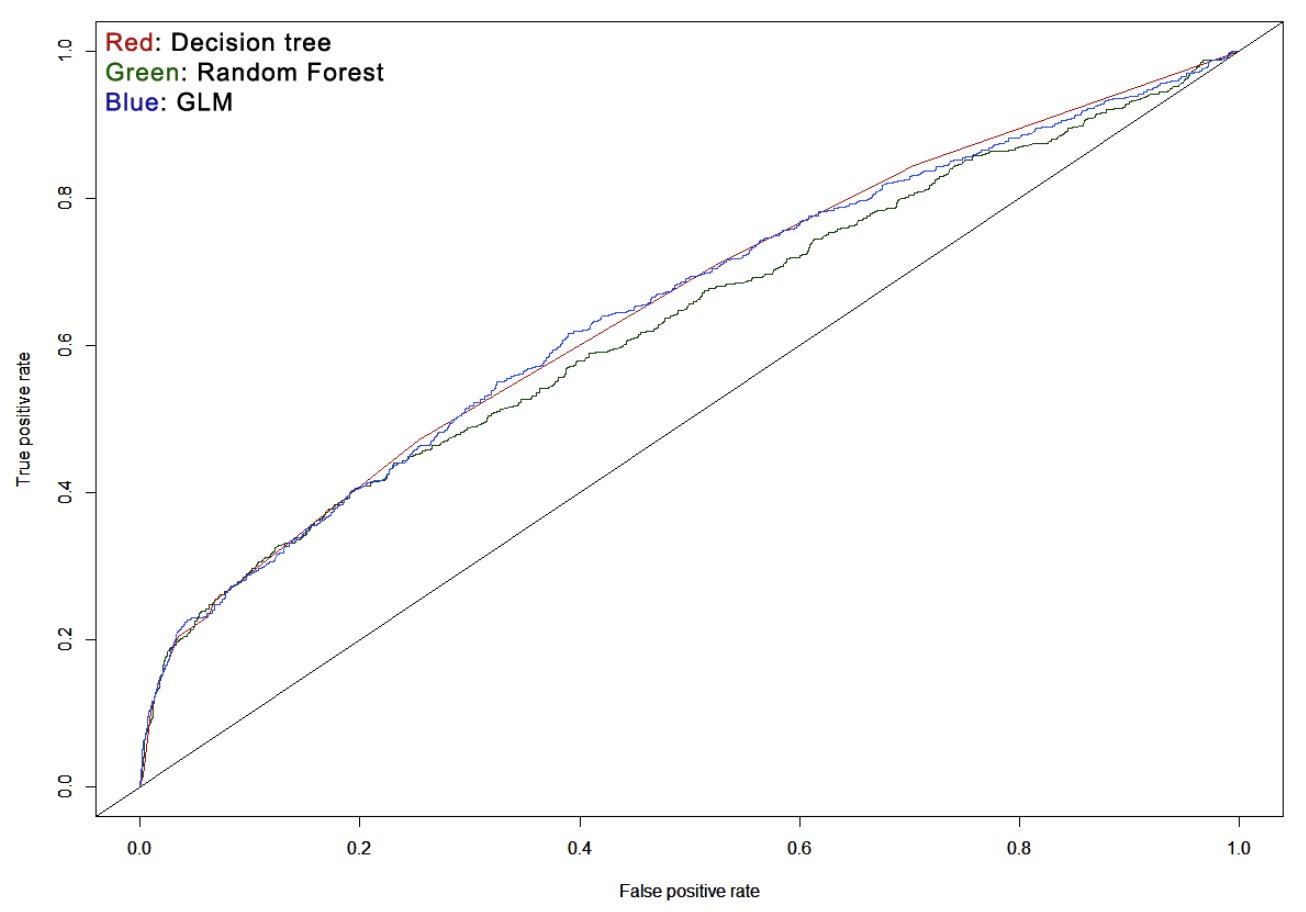 Red: Decision tree
Green: Random Forest
Blue: GLM
1.0
0.8
0.6
0.4
0.2
0.0
True positive rate
0.0 0.2 0.4 0.6 0.8 1.0
False positive rate